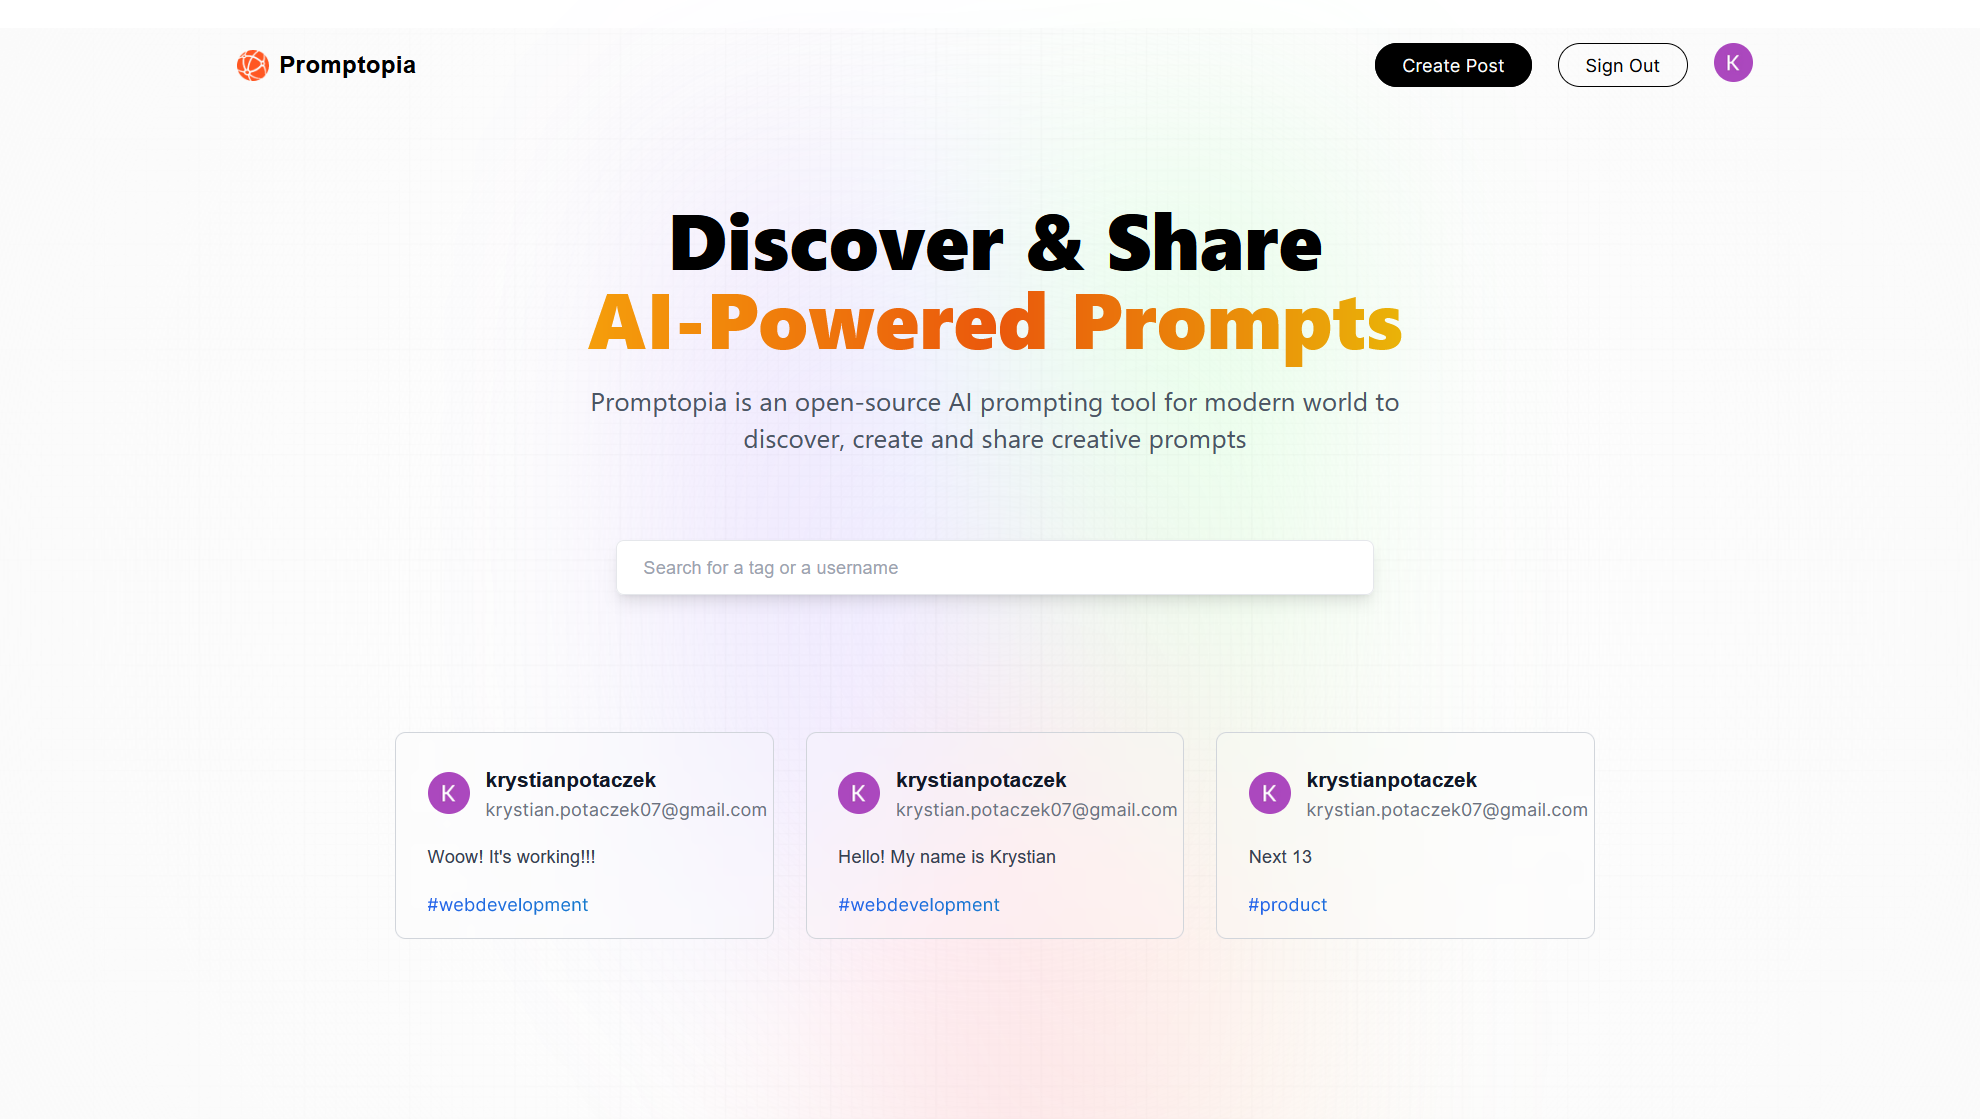 Promptopia
Create Post
Sign Out
K
Discover & Share
AI-Powered Prompts
Promptopia is an open-source AI prompting tool for modern world to
discover, create and share creative prompts
Search for a tag or a username
K
krystianpotaczek
krystian.potaczek07@gmail.com
Woow! It's working!!!
#webdevelopment
K
krystianpotaczek
krystian.potaczek07@gmail.com
Hello! My name is Krystian
#webdevelopment
K
krystianpotaczek
krystian.potaczek07@gmail.com
Next 13
#product